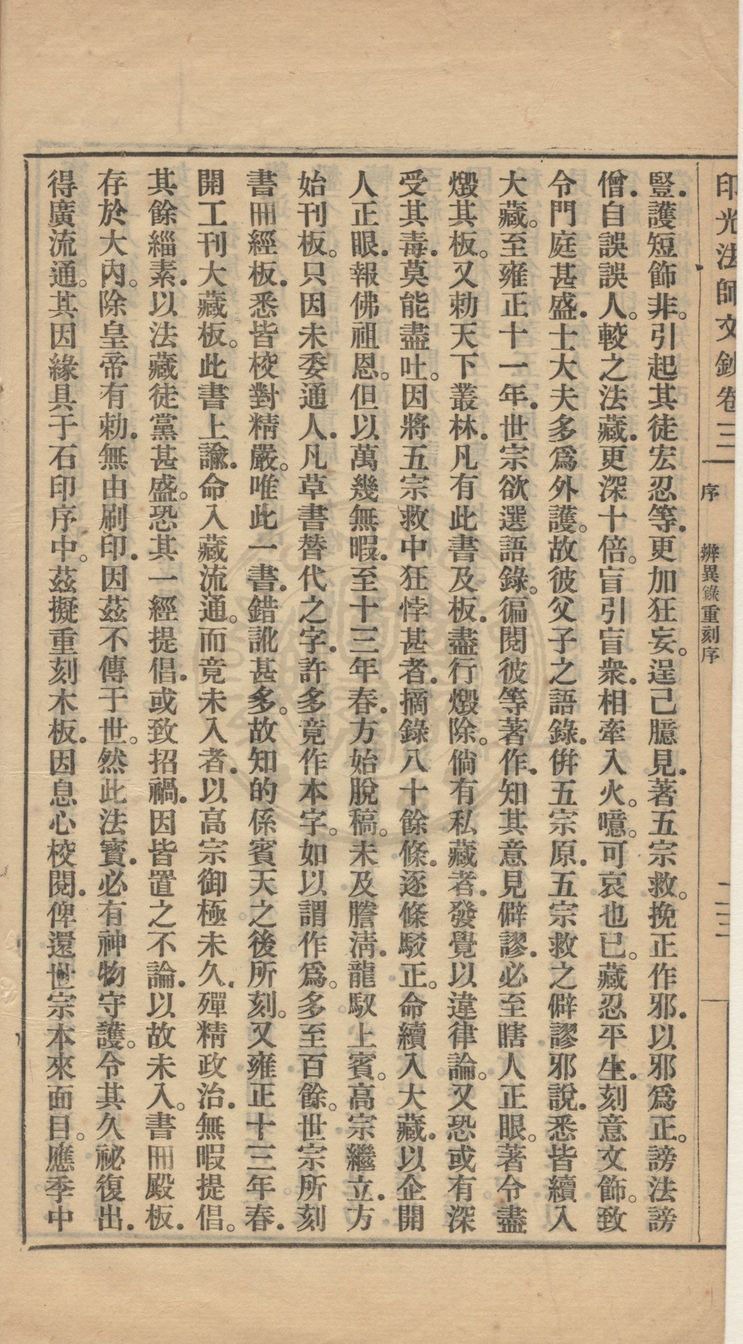 印光法師文鈔卷三 序 辨異錄重刻序 二三
豎．護短飾非．引起其徒宏忍等．更加狂妄。逞己臆見．著五宗救。挽正作邪．以邪爲正。謗法謗
僧．自誤誤人。較之法藏．更深十倍。盲引盲衆．相牽入火。噫。可哀也已。藏忍平生．刻意文飾。致
令門庭甚盛．士大夫多爲外護。故彼父子之語錄．倂五宗原．五宗救之僻謬邪說．悉皆續入
大藏。至雍正十一年．世宗欲選語錄。徧閱彼等著作．知其意見僻謬．必至瞎人正眼。著令盡
燬其板。又勅天下叢林．凡有此書及板．盡行燬除。倘有私藏者．發覺以違律論。又恐或有深
受其毒．莫能盡吐。因將五宗救中狂悖甚者．摘錄八十餘條．逐條駁正。命續入大藏．以企開
人正眼．報佛祖恩。但以萬幾無暇．至十三年春．方始脫稿。未及謄淸．龍馭上賓。高宗繼立．方
始刊板。只因未委通人．凡草書替代之字．許多竟作本字。如以謂作爲．多至百餘。世宗所刻
書冊經板．悉皆校對精嚴。唯此一書．錯訛甚多。故知的係賓天之後所刻。又雍正十三年春．
開工刊大藏板。此書上諭．命入藏流通。而竟未入者．以高宗御極未久．殫精政治．無暇提倡。
其餘緇素．以法藏徒黨甚盛。恐其一經提倡．或致招禍．因皆置之不論．以故未入。書冊殿板．
存於大內。除皇帝有勅．無由刷印．因茲不傳于世。然此法寶．必有神物守護。令其久祕復出．
得廣流通。其因緣具于石印序中。茲擬重刻木板．因息心校閱．俾還世宗本來面目。應季中